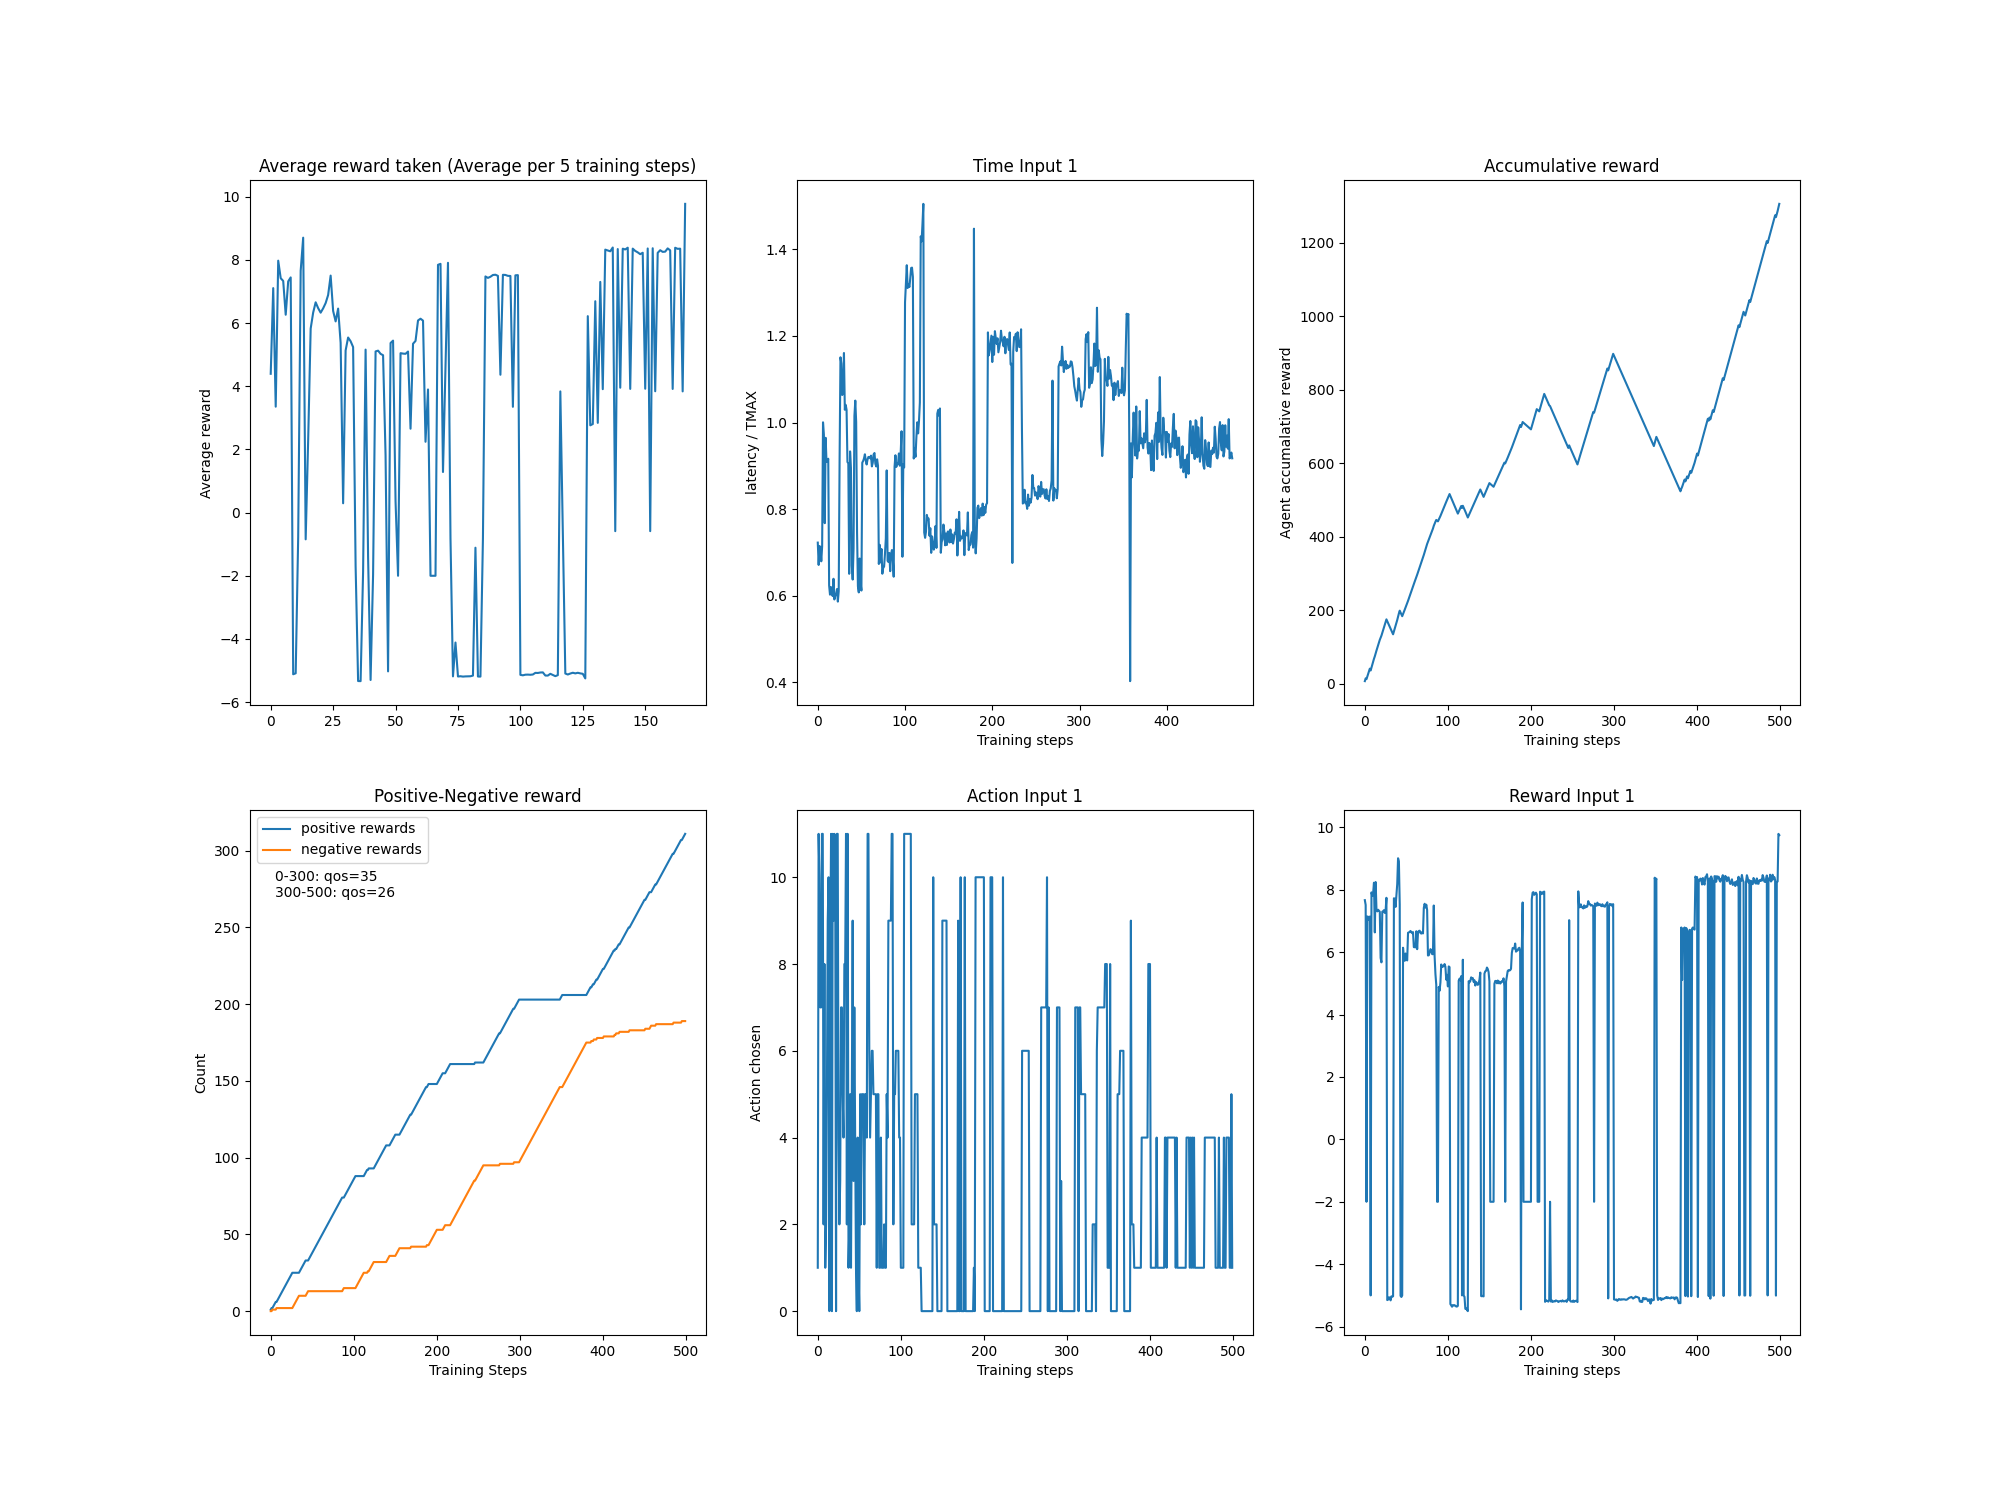 Average reward taken (Average per 5 training steps)
Average reward
10
8
6
4
2
0
−2
−4
−6
0 25 50 75 100 125 150
Time Input 1
latency / TMAX
1.4
1.2
1.0
0.8
0.6
0.4
0 100 200 300 400
Training steps
Accumulative reward
Agent accumalative reward
1200
1000
800
600
400
200
0
0 100 200 300 400 500
Training steps
Positive-Negative reward
positive rewards
negative rewards
0-300: qos=35
300-500: qos=26
Count
300
250
200
150
100
50
0
0 100 200 300 400 500
Training Steps
Action Input 1
Action chosen
10
8
6
4
2
0
0 100 200 300 400 500
Training steps
Reward Input 1
10
8
6
4
2
0
−2
−4
−6
0 100 200 300 400 500
Training steps